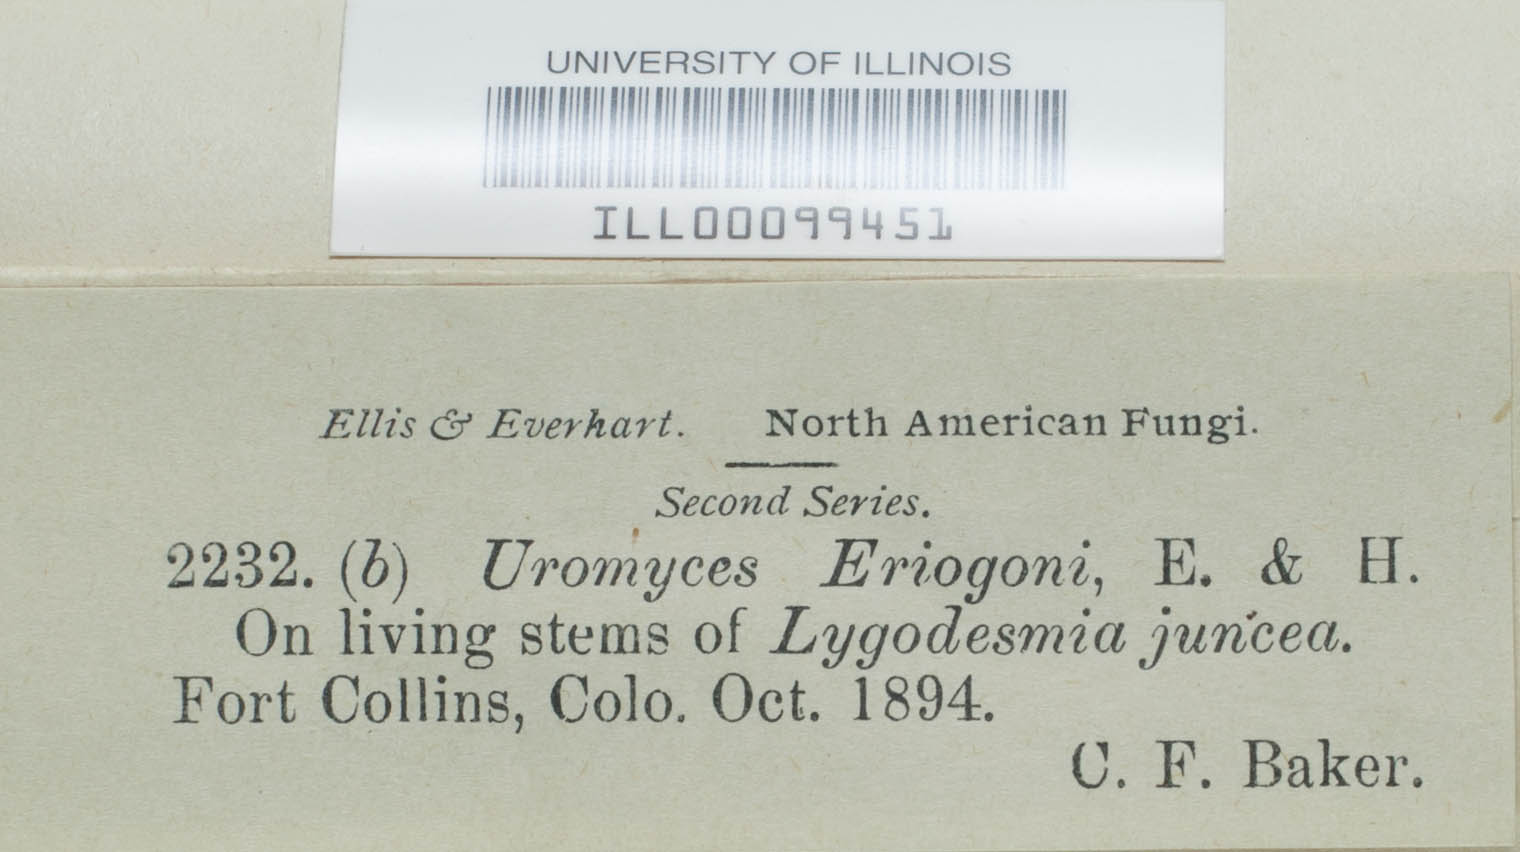 UNIVERSITY OF ILLINOIS
ILL00099451
Ellis & Everhart. North American Fungi.
Second Series.
2232. (b) Uromyces Eriogoni, E. & H.
On living stems of Lygodesmia juncea.
Fort Collins, Colo. Oct. 1894.
C. F. Baker.